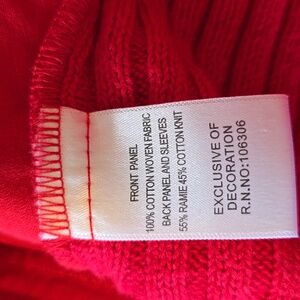 FRONT PANEL
100% COTTON WOVEN FABRIC
BACK PANEL AND SLEEVES
55% RAMIE 45% COTTON KNIT
EXCLUSIVE OF
DECORATION
R.N.NO:106306